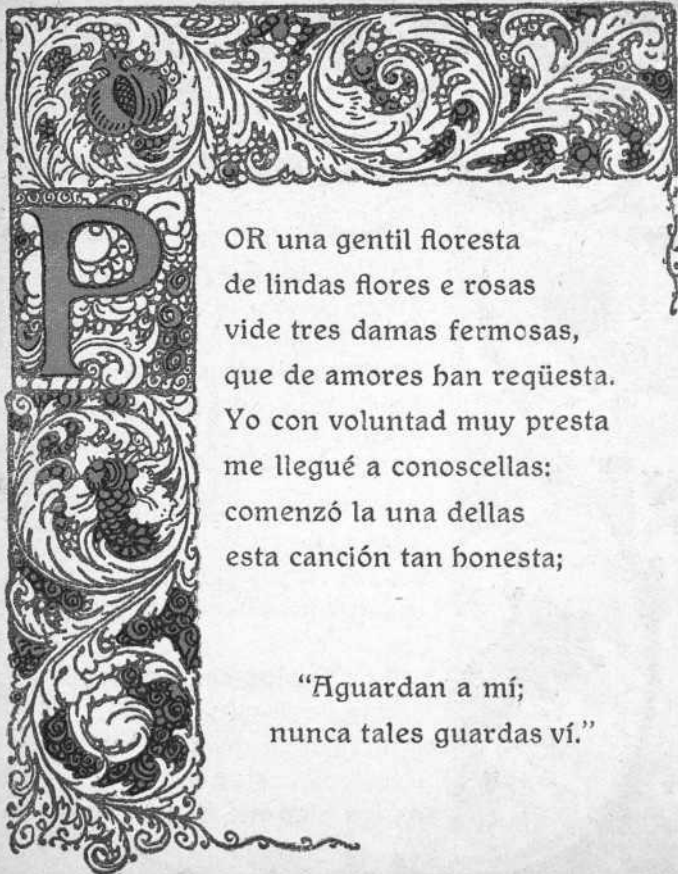 POR una gentil floresta
de lindas flores e rosas
vide tres damas fermosas,
que de amores han reqüesta.
Yo con voluntad muy presta
me llegué a conoscellas:
comenzó la una dellas
esta canción tan honesta;
“Aguardan a mí;
nunca tales guardas ví.”